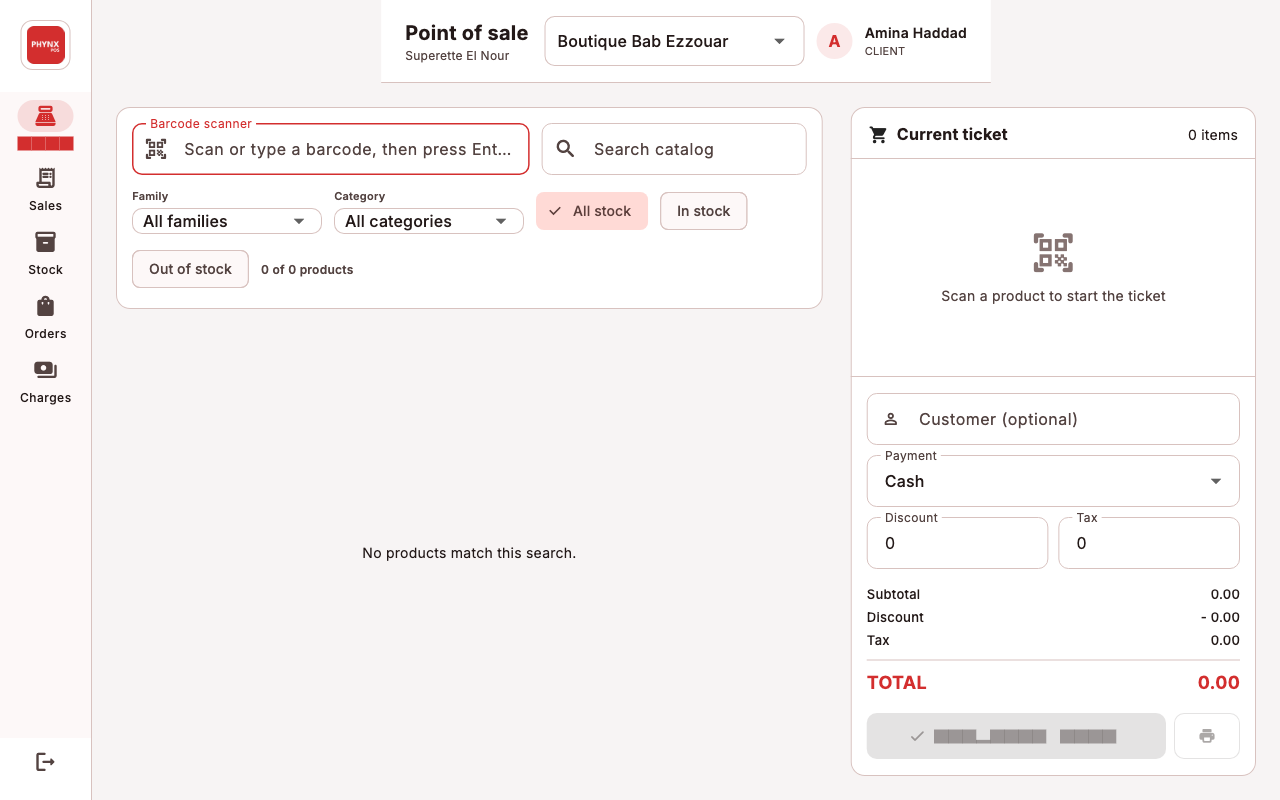 PHYNX
POS
Sales
Stock
Orders
Charges
Point of sale
Superette El Nour
Boutique Bab Ezzouar
A
Amina Haddad
CLIENT
Barcode scanner
Scan or type a barcode, then press Ent...
Search catalog
Family
All families
Category
All categories
All stock
In stock
Out of stock
0 of 0 products
No products match this search.
Current ticket
0 items
Scan a product to start the ticket
Customer (optional)
Payment
Cash
Discount
0
Tax
0
Subtotal
0.00
Discount
- 0.00
Tax
0.00
TOTAL
0.00